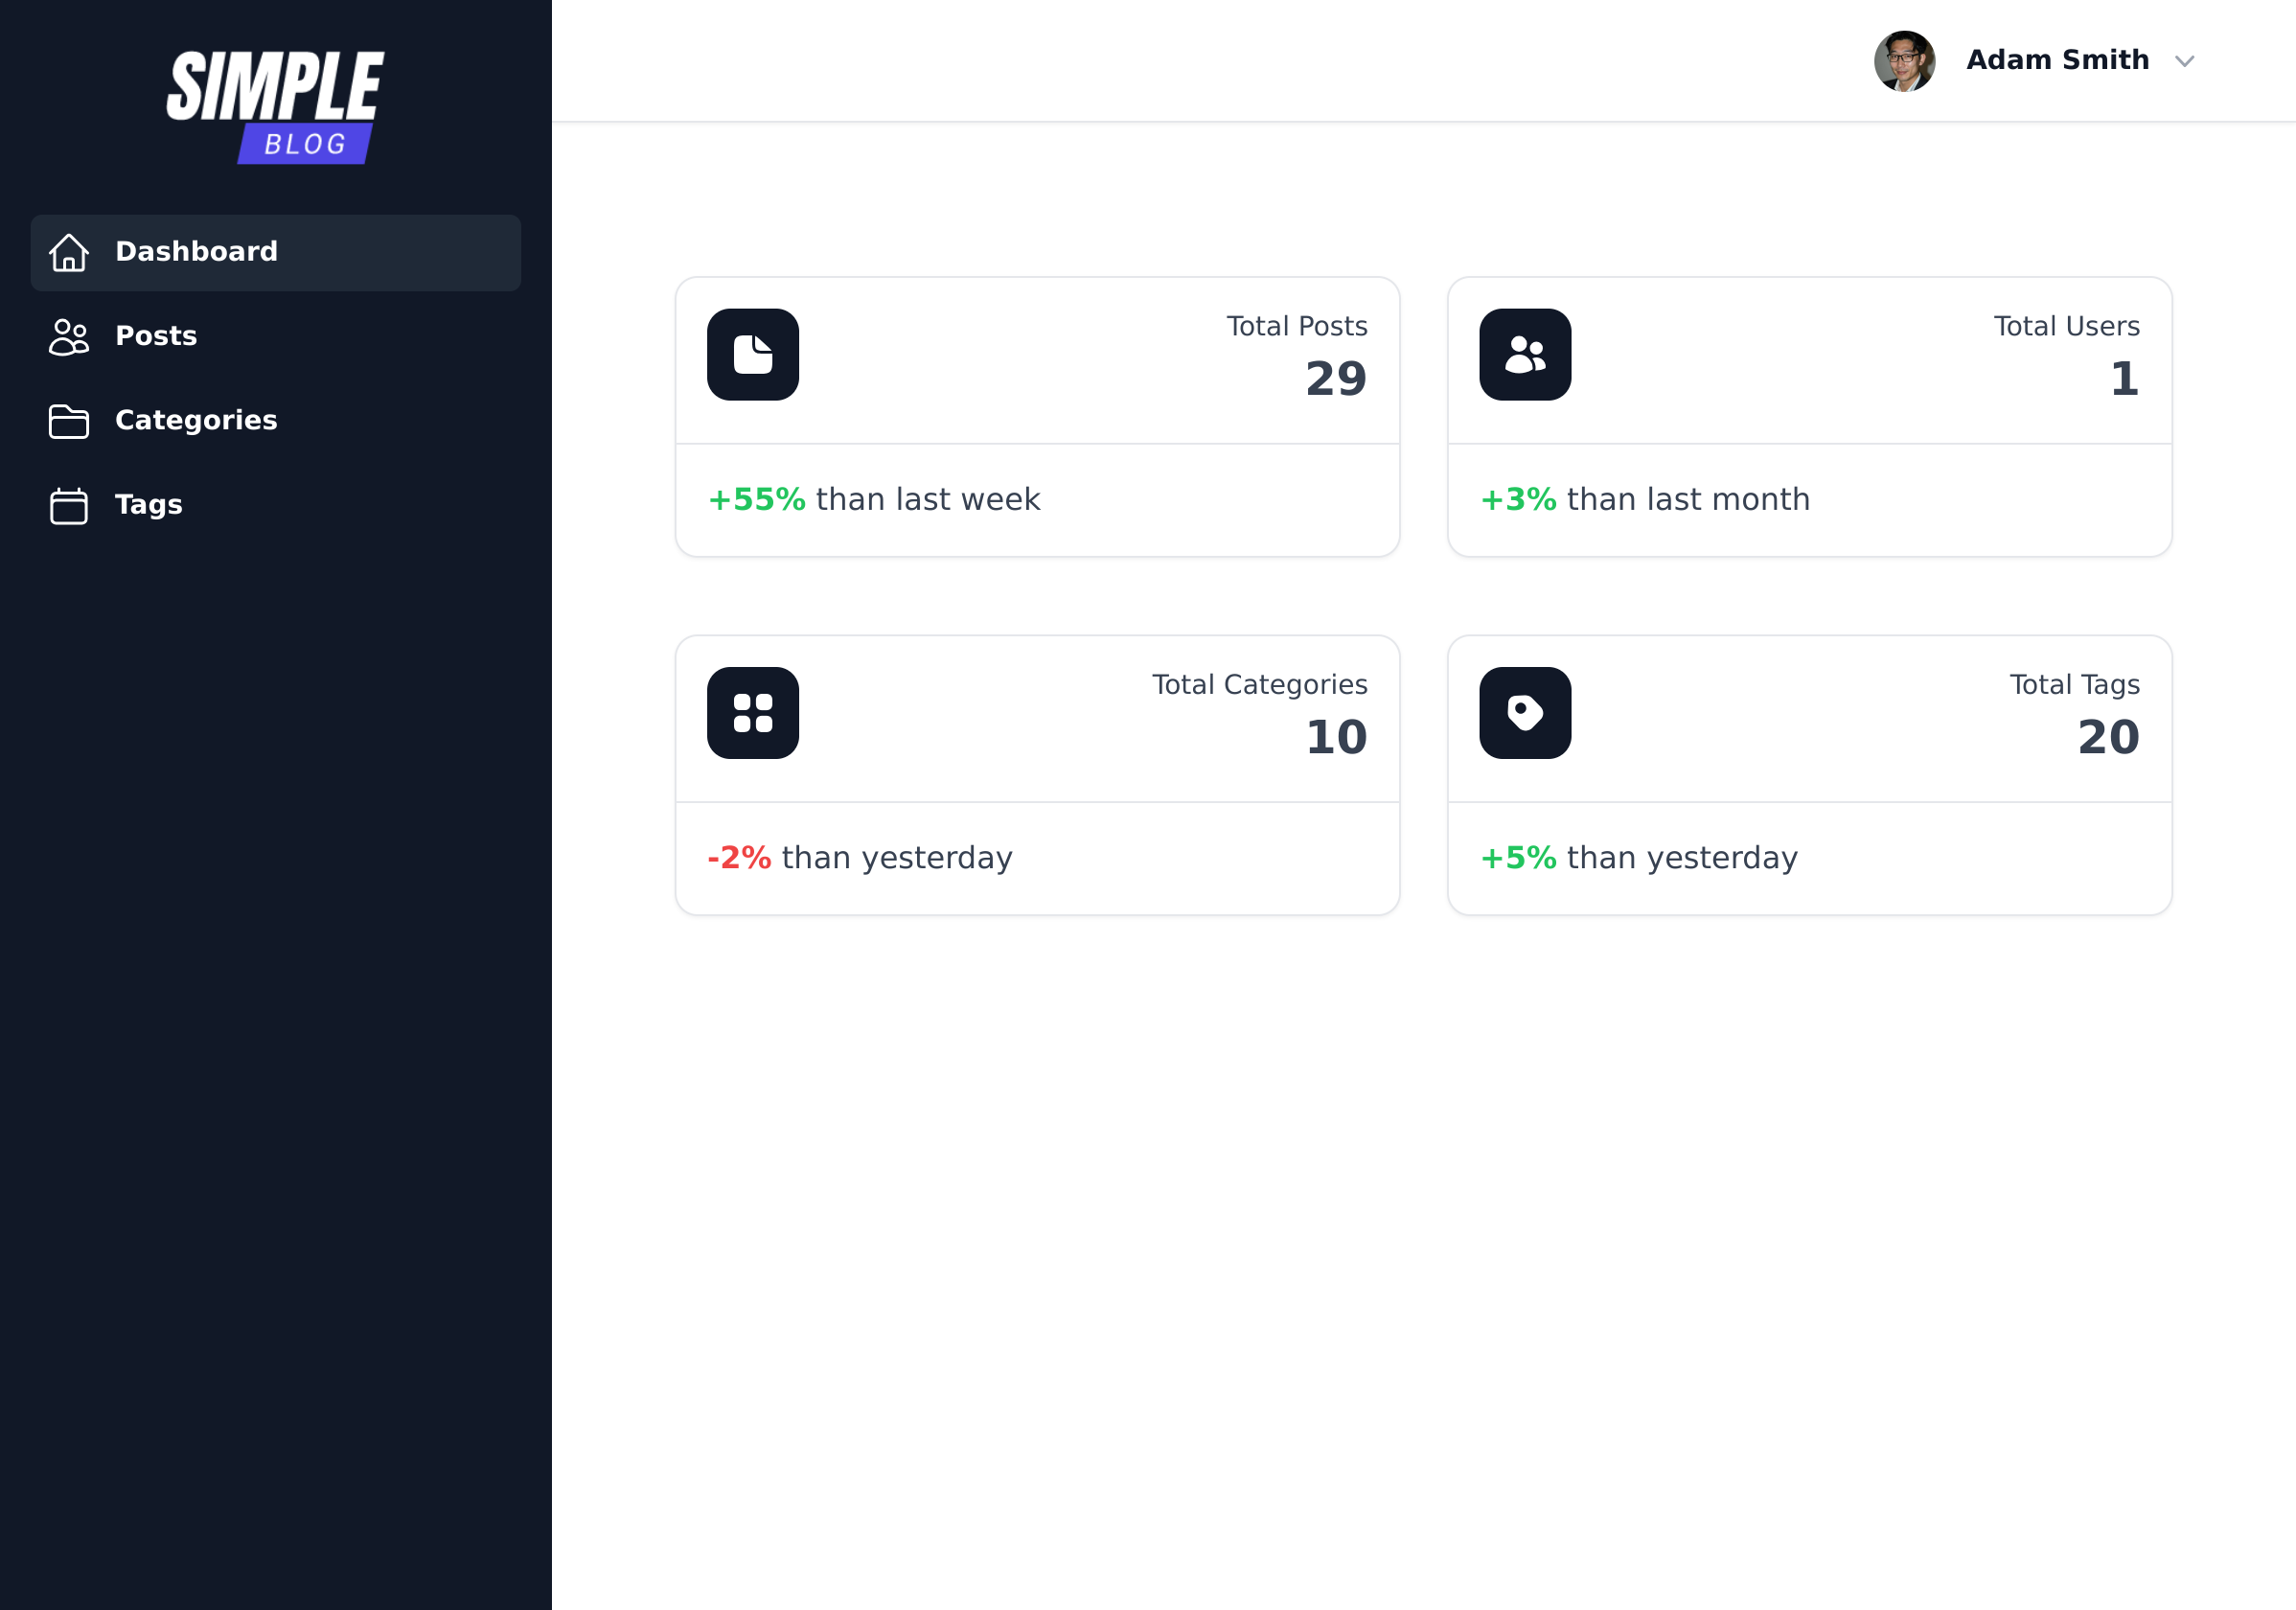 SIMPLE
BLOG
Dashboard
Posts
Categories
Tags
Adam Smith
Total Posts
29
+55% than last week
Total Users
1
+3% than last month
Total Categories
10
-2% than yesterday
Total Tags
20
+5% than yesterday